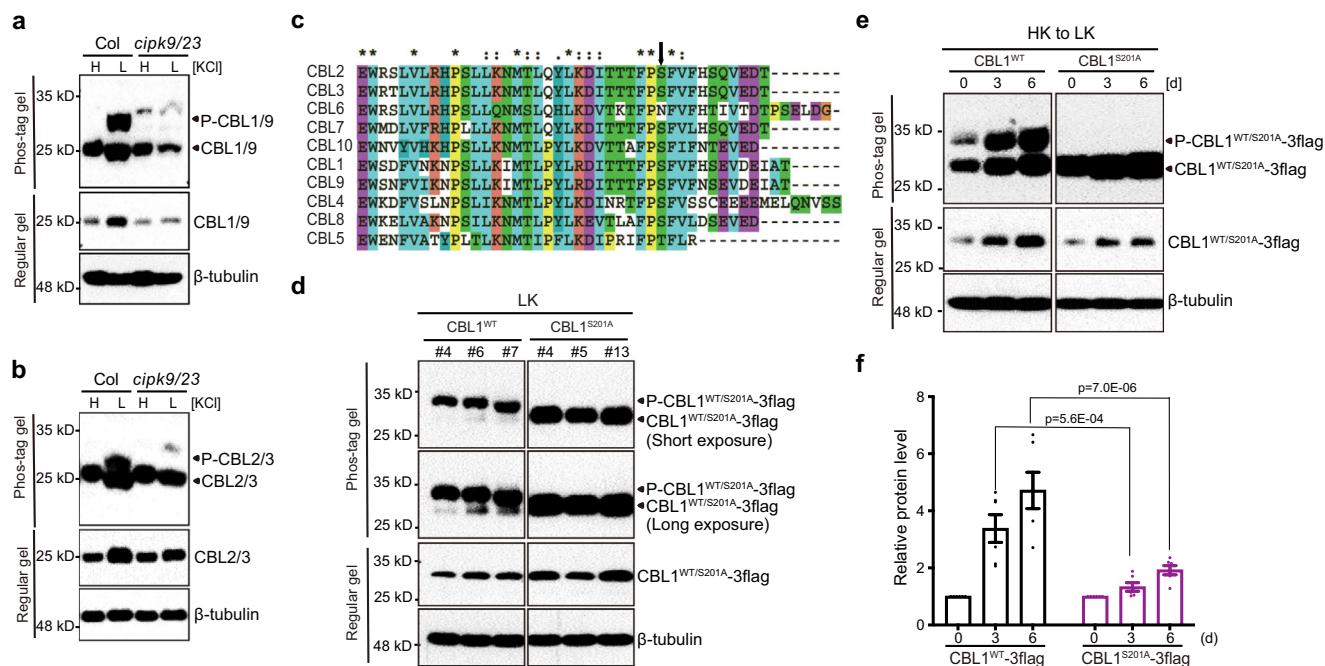 a
Col cipk9/23
H L H L [KCl]
Phos-tag gel
35 kD
P-CBL1/9
25 kD
CBL1/9
Regular gel
25 kD
CBL1/9
48 kD
β-tubulin
b
Col cipk9/23
H L H L [KCl]
Phos-tag gel
35 kD
P-CBL2/3
25 kD
CBL2/3
Regular gel
25 kD
CBL2/3
48 kD
β-tubulin
c
** * * :: *: *: .*::: ** *:
CBL2 EWRSLVLRHPSLLKNMTLQYLKDITTTFPSFVFHSQVEDT-------
CBL3 EWRTLVLRHPSLLKNMTLQYLKDITTTFPSFVFHSQVEDT-------
CBL6 EWRSLVLRHPSLLQNMSLQHLKDVTKTFPNFVFHTIVTDTPSELDG-
CBL7 EWMDLVFRHPLLLKNMTLQYLKDITTTFPSFVFHSQVEDT-------
CBL10 EWNVYVHKHPSLLKNMTLPYLKDVTTAFPSFIFNTEVED--------
CBL1 EWSDFVNKNPSLLKIMTLPYLRDITTTFPSFVFHSEVDEIAT-----
CBL9 EWSNFVIKNPSLLKIMTLPYLRDITTTFPSFVFNSEVDEIAT-----
CBL4 EWKDFVSLNPSLIKNMTLPYLKDINRTFPSFVSSCEEEEMELQNVSS
CBL8 EWKELVAKNPSILKNMTLPYLKEVTLAFPSFVLDSEVED--------
CBL5 EWENFVATYPLTLKNMTIPFLKDIPRIFPTFLR--------------
d
LK
CBL1WT CBL1S201A
#4 #6 #7 #4 #5 #13
Phos-tag gel
35 kD
P-CBL1WT/S201A-3flag
CBL1WT/S201A-3flag
25 kD
(Short exposure)
35 kD
P-CBL1WT/S201A-3flag
CBL1WT/S201A-3flag
25 kD
(Long exposure)
Regular gel
35 kD
CBL1WT/S201A-3flag
25 kD
48 kD
β-tubulin
e
HK to LK
CBL1WT CBL1S201A
0 3 6 0 3 6 [d]
Phos-tag gel
35 kD
P-CBL1WT/S201A-3flag
CBL1WT/S201A-3flag
25 kD
Regular gel
35 kD
CBL1WT/S201A-3flag
25 kD
48 kD
β-tubulin
f
Relative protein level
8
6
4
2
0
p=7.0E-06
p=5.6E-04
0 3 6 0 3 6 (d)
CBL1WT-3flag CBL1S201A-3flag